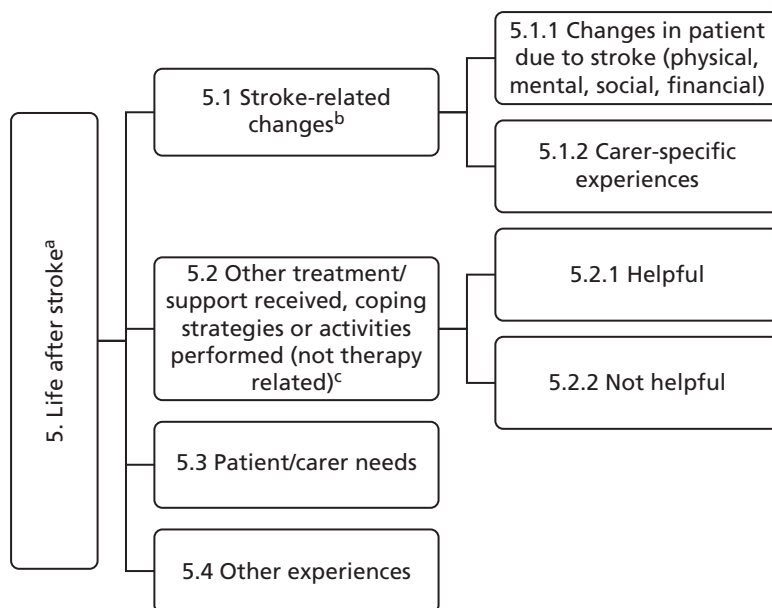 5. Life after stroke^a
5.1 Stroke-related
changes^b
5.1.1 Changes in patient
due to stroke (physical,
mental, social, financial)
5.1.2 Carer-specific
experiences
5.2 Other treatment/
support received, coping
strategies or activities
performed (not therapy
related)^c
5.2.1 Helpful
5.2.2 Not helpful
5.3 Patient/carer needs
5.4 Other experiences